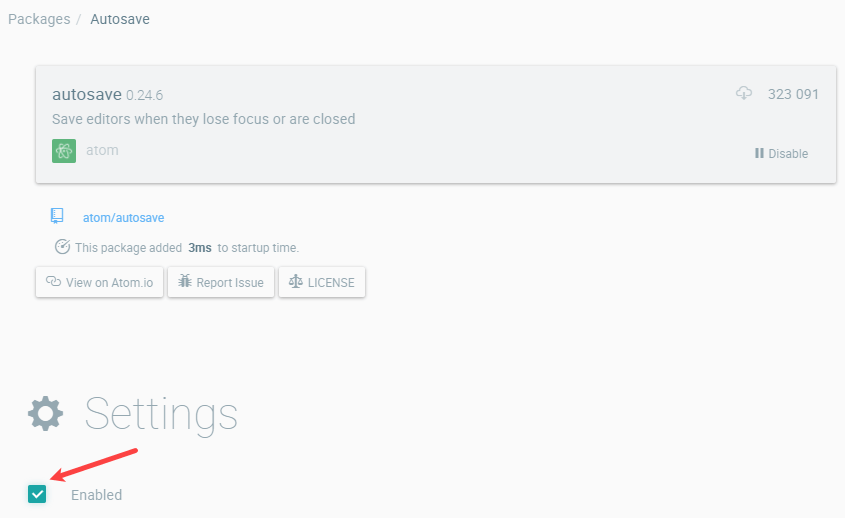 Packages / Autosave
autosave 0.24.6
323 091
Save editors when they lose focus or are closed
atom
Disable
atom/autosave
This package added 3ms to startup time.
View on Atom.io
Report Issue
LICENSE
Settings
Enabled